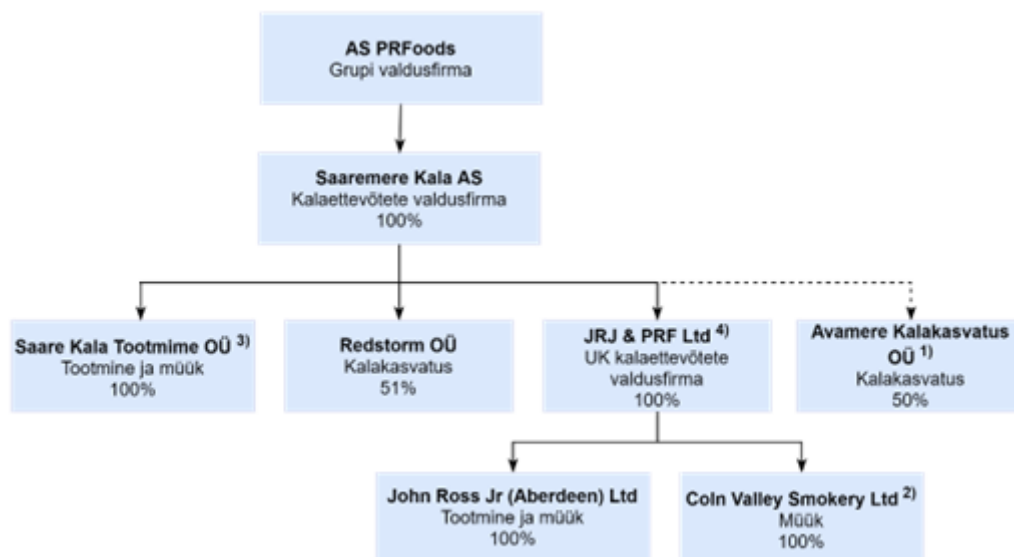 AS PRFoods
Grupi valdusfirma
Saaremere Kala AS
Kalaettevõtete valdusfirma
100%
Saare Kala Tootmime OÜ 3)
Tootmine ja müük
100%
Redstorm OÜ
Kalakasvatus
51%
JRJ & PRF Ltd 4)
UK kalaettevõtete
valdusfirma
100%
Avamere Kalakasvatus
OÜ 1)
Kalakasvatus
50%
John Ross Jr (Aberdeen) Ltd
Tootmine ja müük
100%
Coln Valley Smokery Ltd 2)
Müük
100%